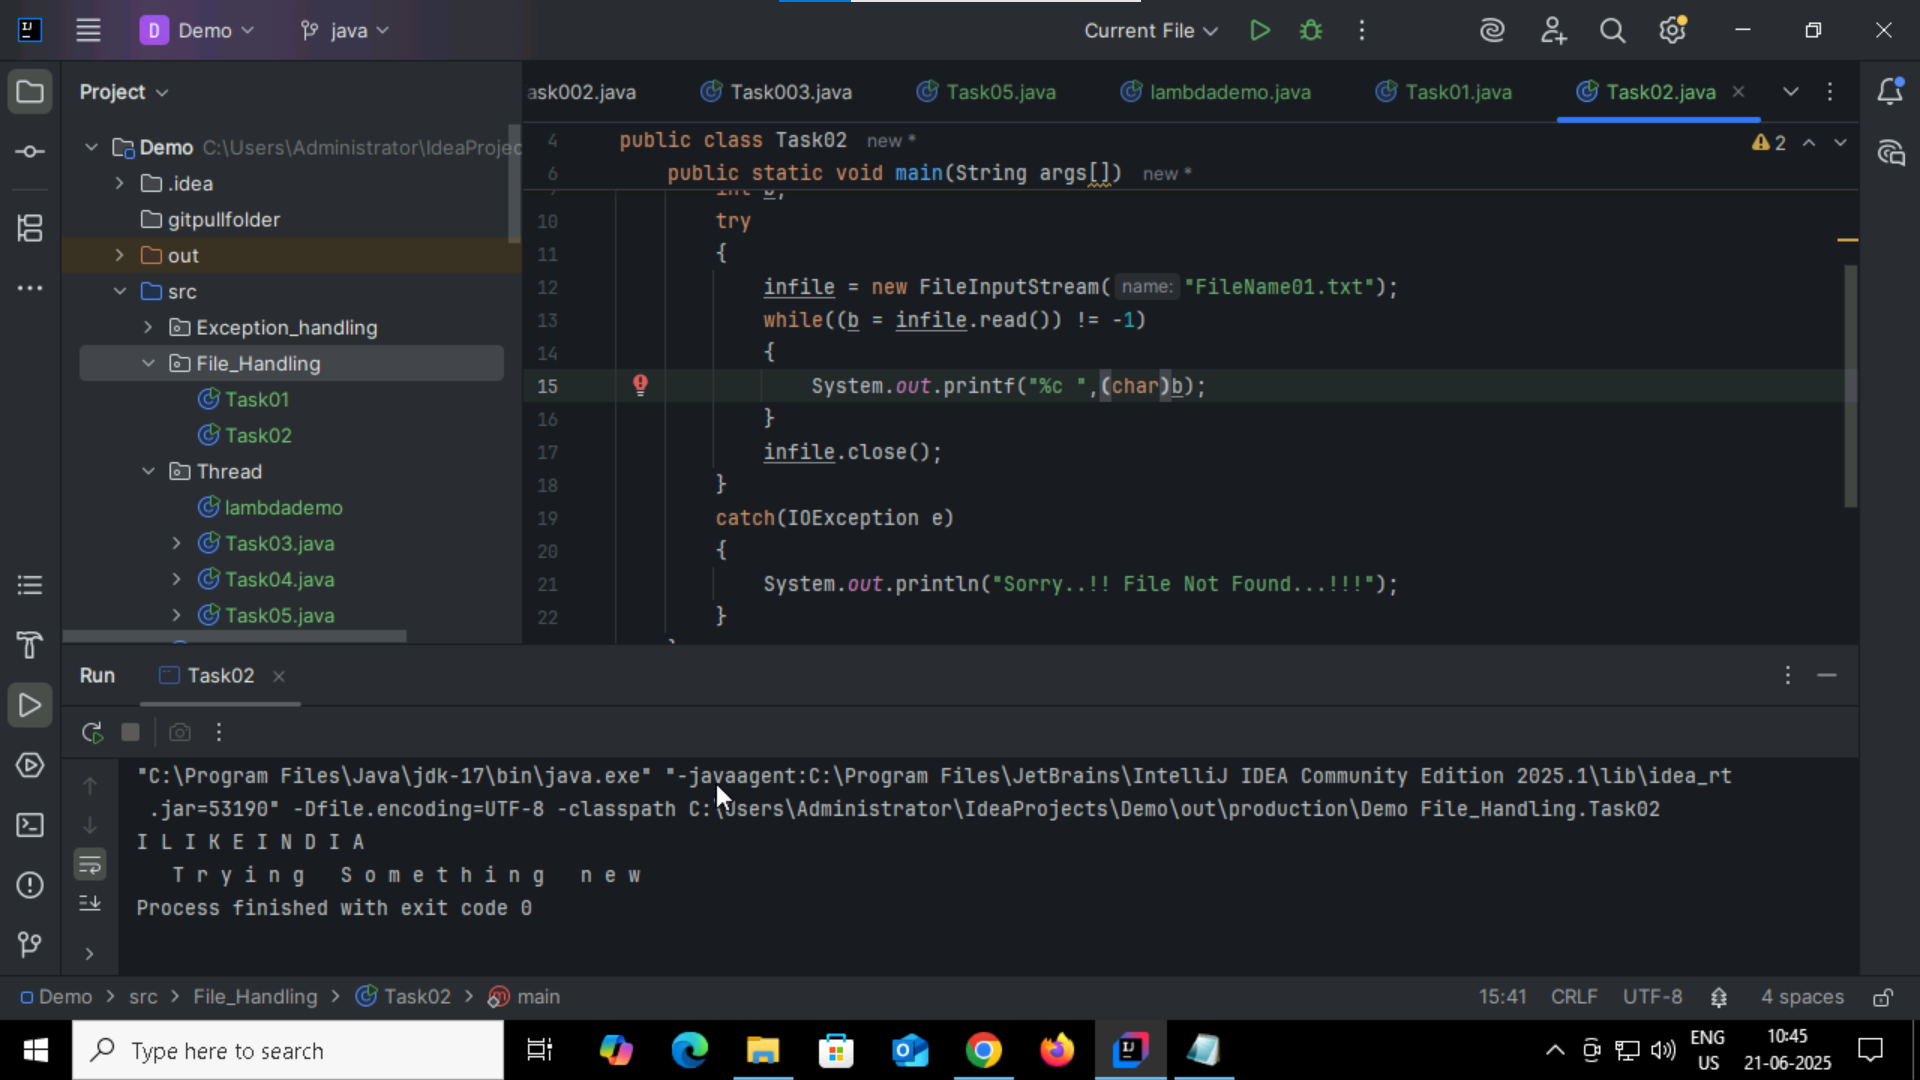 D Demo java Current File
Project
ask002.java Task003.java Task05.java lambdademo.java Task01.java Task02.java
Demo C:\Users\Administrator\IdeaProjec
.idea
gitpullfolder
out
src
Exception_handling
File_Handling
Task01
Task02
Thread
lambdademo
Task03.java
Task04.java
Task05.java
4 public class Task02 new *
6 public static void main(String args[]) new *
int b;
10 try
11 {
12 infile = new FileInputStream( name: "FileName01.txt");
13 while((b = infile.read()) != -1)
14 {
15 System.out.printf("%c ",(char)b);
16 }
17 infile.close();
18 }
19 catch(IOException e)
20 {
21 System.out.println("Sorry..!! File Not Found...!!!");
22 }
2
Run Task02
"C:\Program Files\Java\jdk-17\bin\java.exe" "-javaagent:C:\Program Files\JetBrains\IntelliJ IDEA Community Edition 2025.1\lib\idea_rt
.jar=53190" -Dfile.encoding=UTF-8 -classpath C:\Users\Administrator\IdeaProjects\Demo\out\production\Demo File_Handling.Task02
I L I K E I N D I A
T r y i n g   S o m e t h i n g   n e w
Process finished with exit code 0
Demo > src > File_Handling > Task02 > main 15:41 CRLF UTF-8 4 spaces
Type here to search
ENG
US
10:45
21-06-2025